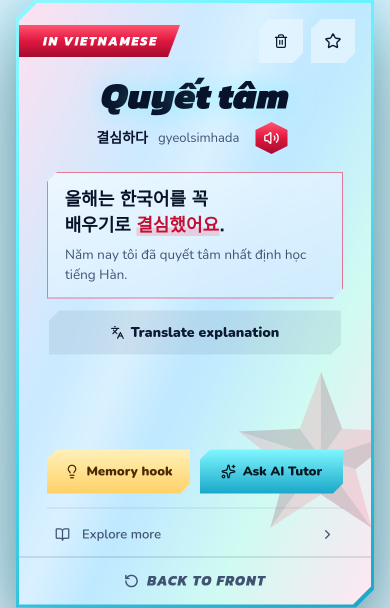 IN VIETNAMESE
Quyết tâm
결심하다 gyeolsimhada
올해는 한국어를 꼭
배우기로 결심했어요.
Năm nay tôi đã quyết tâm nhất định học
tiếng Hàn.
Translate explanation
Memory hook
Ask AI Tutor
Explore more
BACK TO FRONT